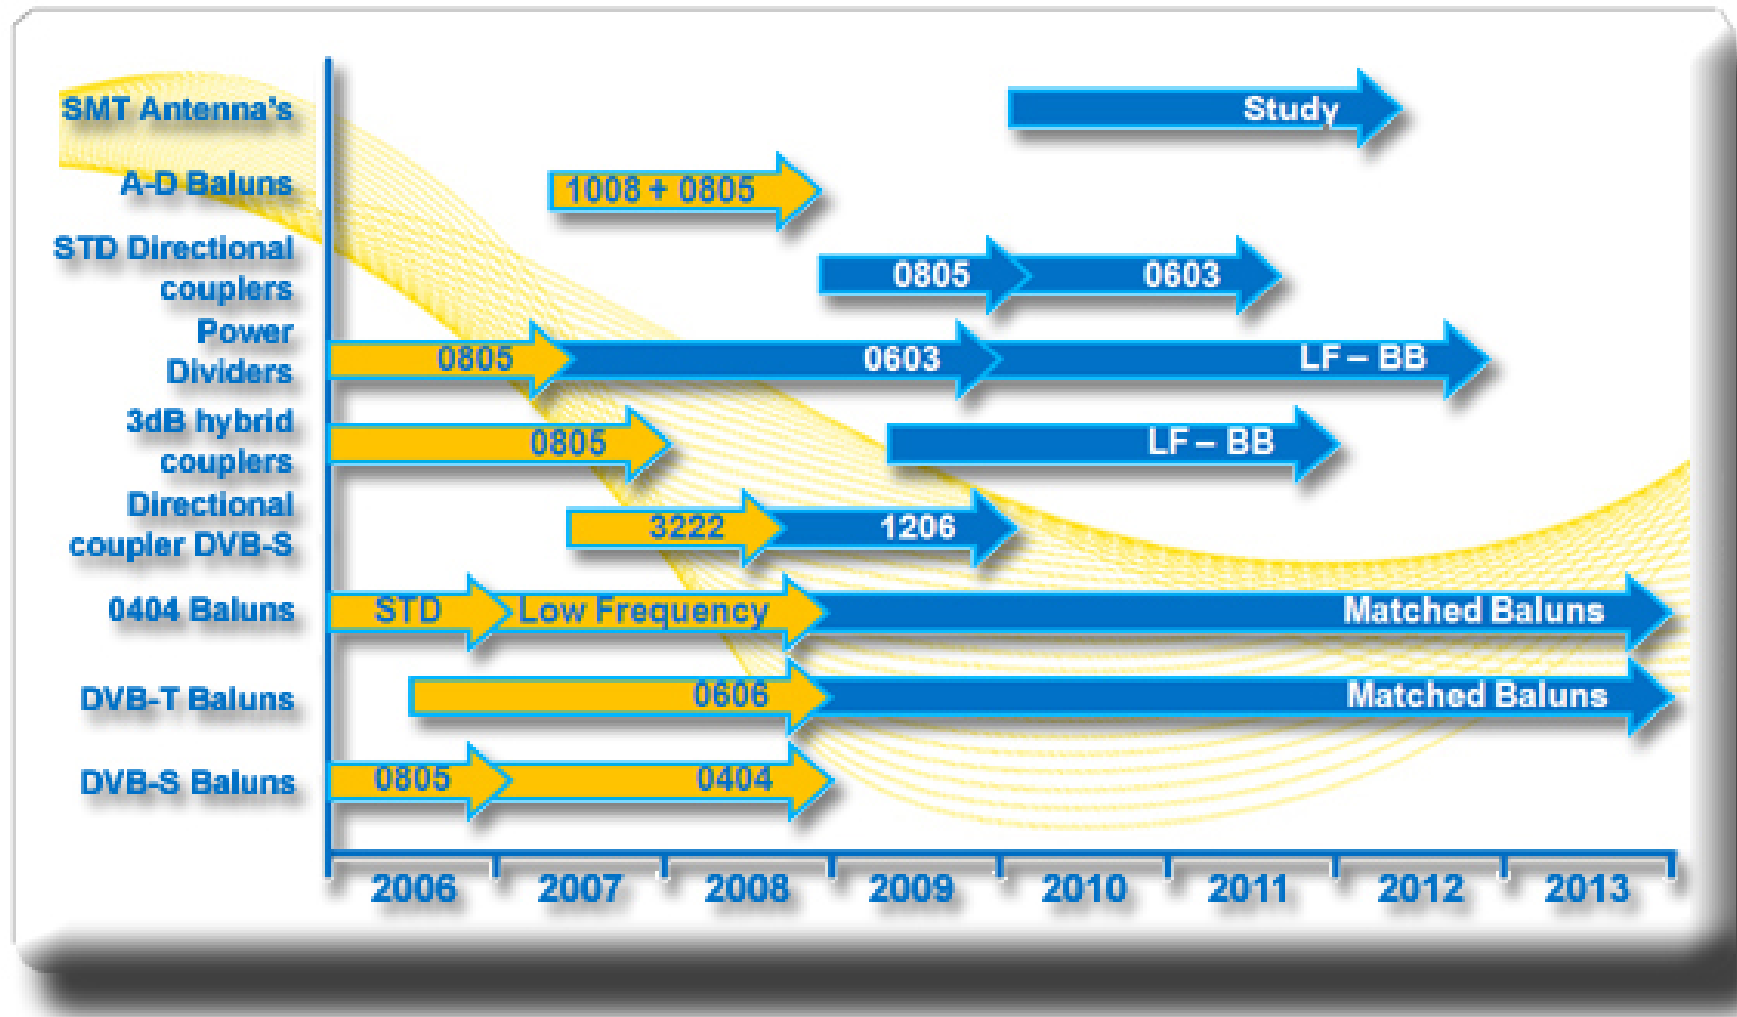 SMT Antenna's
Study
A-D Baluns
1008 + 0805
STD Directional
couplers
0805
0603
Power
Dividers
0805
0603
LF – BB
3dB hybrid
couplers
0805
LF – BB
Directional
coupler DVB-S
3222
1206
0404 Baluns
STD
Low Frequency
Matched Baluns
DVB-T Baluns
0606
Matched Baluns
DVB-S Baluns
0805
0404
2006
2007
2008
2009
2010
2011
2012
2013